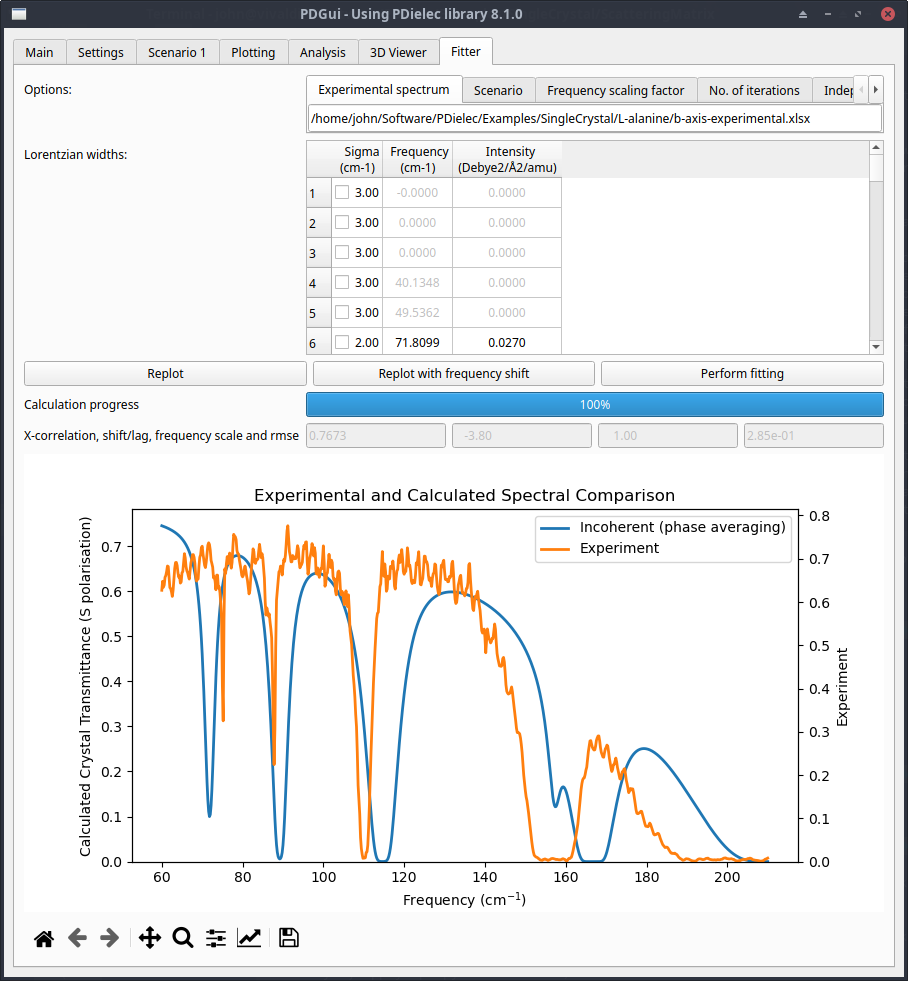 PDGui - Using PDielec library 8.1.0
Main Settings Scenario 1 Plotting Analysis 3D Viewer Fitter
Options:
Experimental spectrum Scenario Frequency scaling factor No. of iterations Indep
/home/john/Software/PDielec/Examples/SingleCrystal/L-alanine/b-axis-experimental.xlsx
Lorentzian widths:
Sigma (cm-1) Frequency (cm-1) Intensity (Debye2/Å2/amu)
1 3.00 -0.0000 0.0000
2 3.00 0.0000 0.0000
3 3.00 0.0000 0.0000
4 3.00 40.1348 0.0000
5 3.00 49.5362 0.0000
6 2.00 71.8099 0.0270
Replot Replot with frequency shift Perform fitting
Calculation progress 100%
X-correlation, shift/lag, frequency scale and rmse 0.7673 -3.80 1.00 2.85e-01
Experimental and Calculated Spectral Comparison
Incoherent (phase averaging)
Experiment
Calculated Crystal Transmittance (S polarisation)
0.7
0.6
0.5
0.4
0.3
0.2
0.1
0.0
0.8
0.7
0.6
0.5
0.4
0.3
0.2
0.1
0.0
Experiment
60 80 100 120 140 160 180 200
Frequency (cm⁻¹)